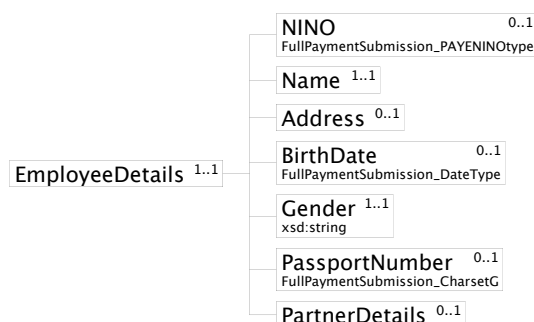 NINO 0..1
FullPaymentSubmission_PAYENINOtype
Name 1..1
Address 0..1
BirthDate 0..1
FullPaymentSubmission_DateType
EmployeeDetails 1..1
Gender 1..1
xsd:string
PassportNumber 0..1
FullPaymentSubmission_CharsetG
PartnerDetails 0..1